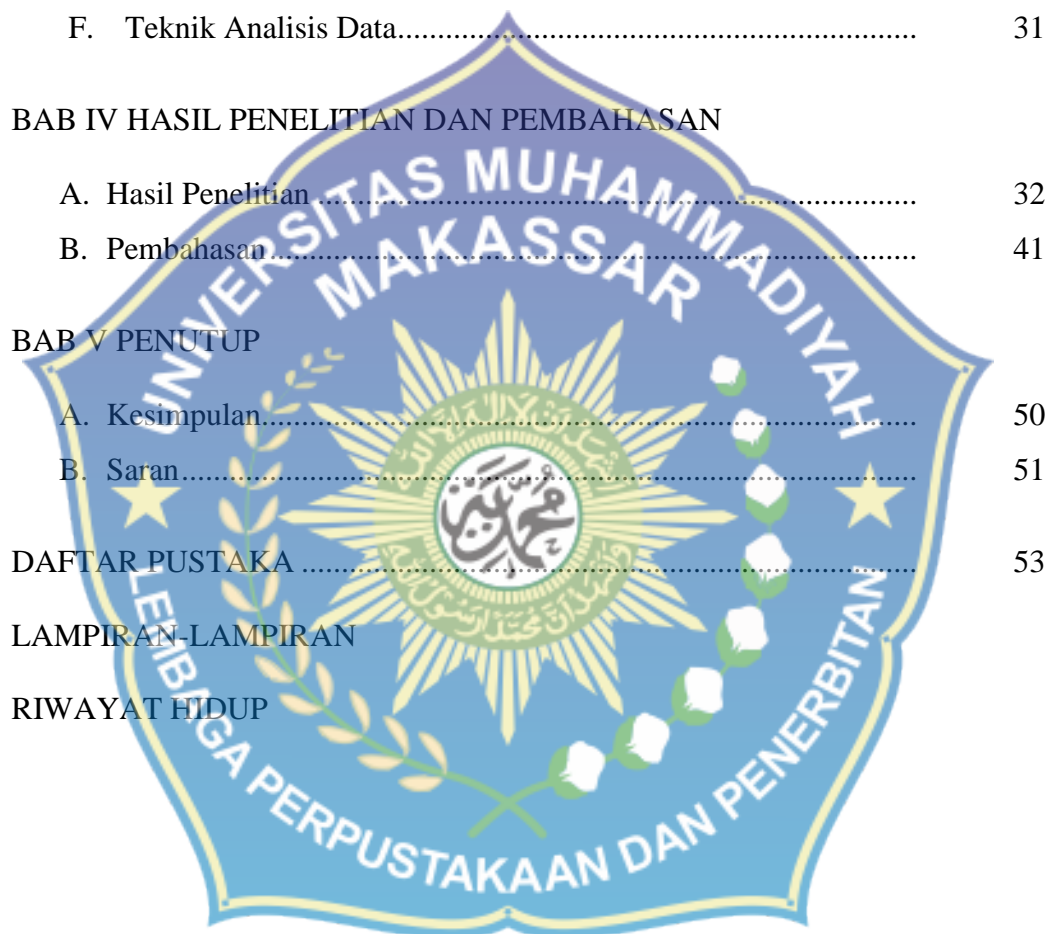 F. Teknik Analisis Data................................................................ 31
BAB IV HASIL PENELITIAN DAN PEMBAHASAN
A. Hasil Penelitian .......................................................................... 32
B. Pembahasan................................................................................ 41
BAB V PENUTUP
A. Kesimpulan................................................................................. 50
B. Saran........................................................................................... 51
DAFTAR PUSTAKA ............................................................................ 53
LAMPIRAN-LAMPIRAN
RIWAYAT HIDUP
UNIVERSITAS MUHAMMADIYAH
MAKASSAR
LEMBAGA PERPUSTAKAAN DAN PENERBITAN